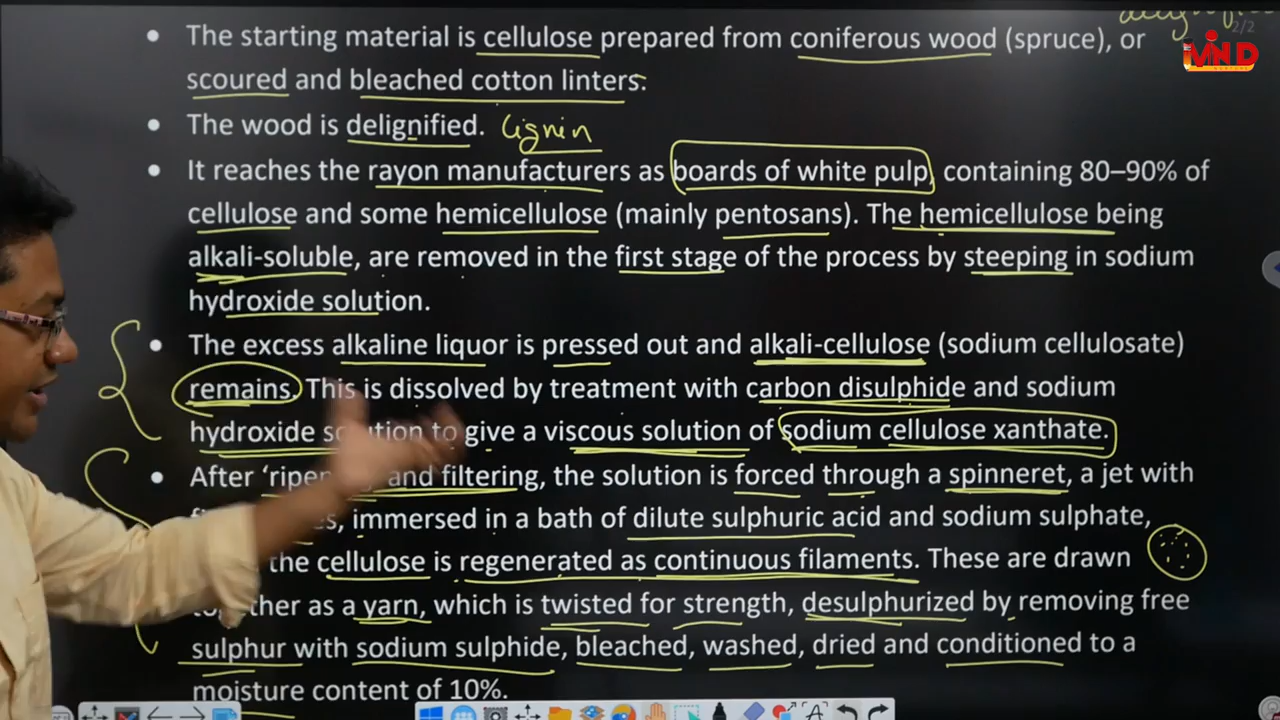 2/2
MIND
• The starting material is cellulose prepared from coniferous wood (spruce), or
scoured and bleached cotton linters.
• The wood is delignified. Lignin
• It reaches the rayon manufacturers as boards of white pulp, containing 80–90% of
cellulose and some hemicellulose (mainly pentosans). The hemicellulose being
alkali-soluble, are removed in the first stage of the process by steeping in sodium
hydroxide solution.
• The excess alkaline liquor is pressed out and alkali-cellulose (sodium cellulosate)
remains. This is dissolved by treatment with carbon disulphide and sodium
hydroxide to give a viscous solution of sodium cellulose xanthate.
• After and filtering, the solution is forced through a spinneret, a jet with
immersed in a bath of dilute sulphuric acid and sodium sulphate,
the cellulose is regenerated as continuous filaments. These are drawn
as a yarn, which is twisted for strength, desulphurized by removing free
sulphur with sodium sulphide, bleached, washed, dried and conditioned to a
moisture content of 10%.